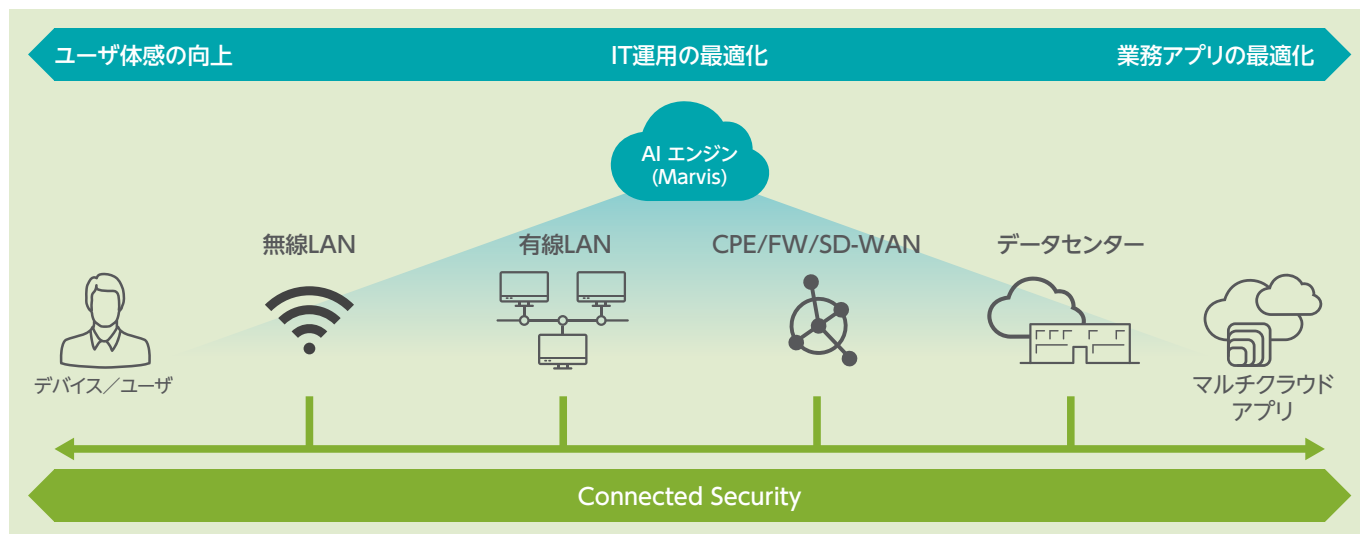 ユーザ体感の向上
IT運用の最適化
業務アプリの最適化
AI エンジン
(Marvis)
無線LAN
有線LAN
CPE/FW/SD-WAN
データセンター
デバイス／ユーザ
マルチクラウド
アプリ
Connected Security